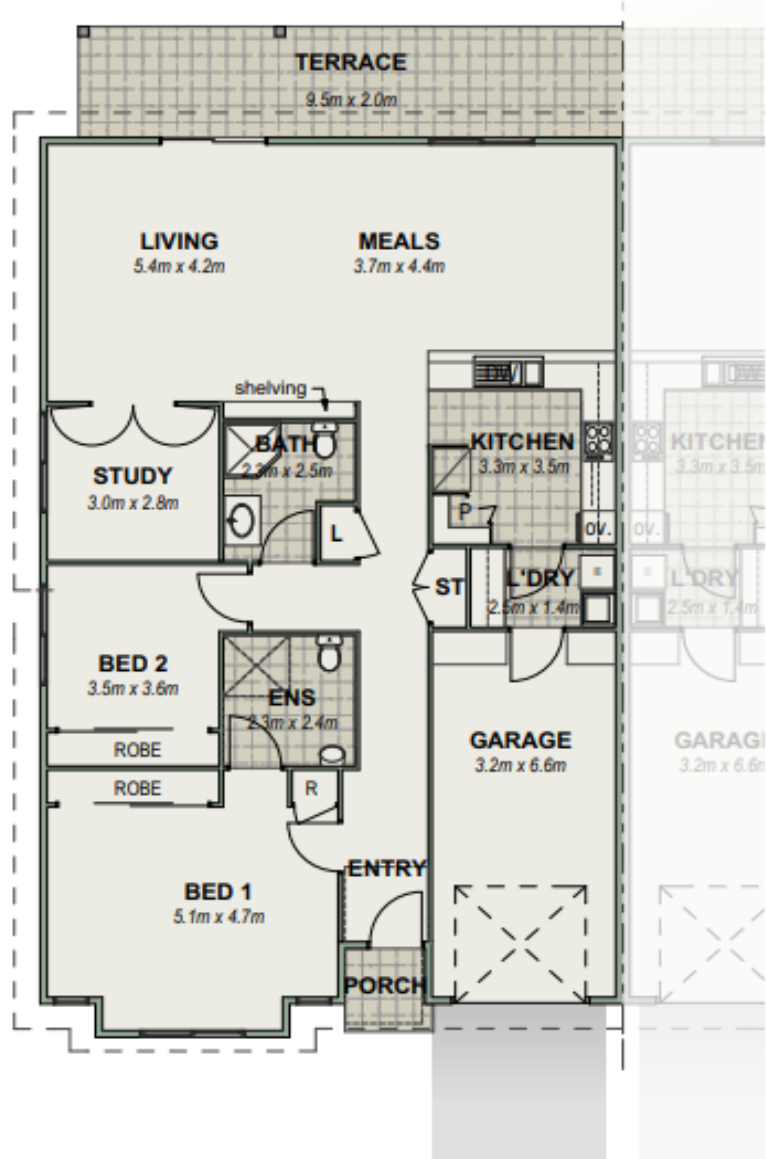 TERRACE
9.5m x 2.0m
LIVING
5.4m x 4.2m
MEALS
3.7m x 4.4m
shelving
DW
DW
BATH
2.3m x 2.5m
KITCHEN
3.3m x 3.5m
KITCHEN
3.3m x 3.5m
STUDY
3.0m x 2.8m
P
L
OV.
OV.
ST
L'DRY
2.5m x 1.4m
L'DRY
2.5m x 1.4m
BED 2
3.5m x 3.6m
ENS
2.3m x 2.4m
ROBE
GARAGE
3.2m x 6.6m
GARAG
3.2m x 6.6m
ROBE
R
ENTRY
BED 1
5.1m x 4.7m
PORCH